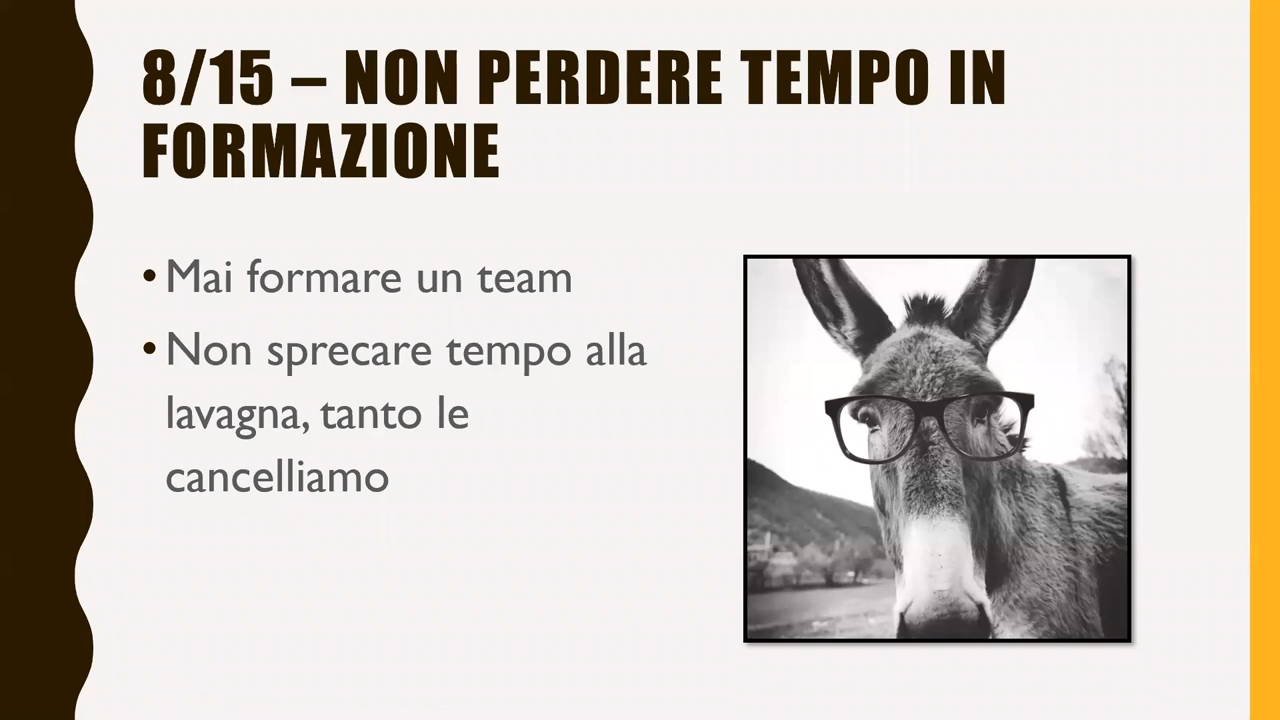 8/15 – NON PERDERE TEMPO IN
FORMAZIONE
• Mai formare un team
• Non sprecare tempo alla
lavagna, tanto le
cancelliamo